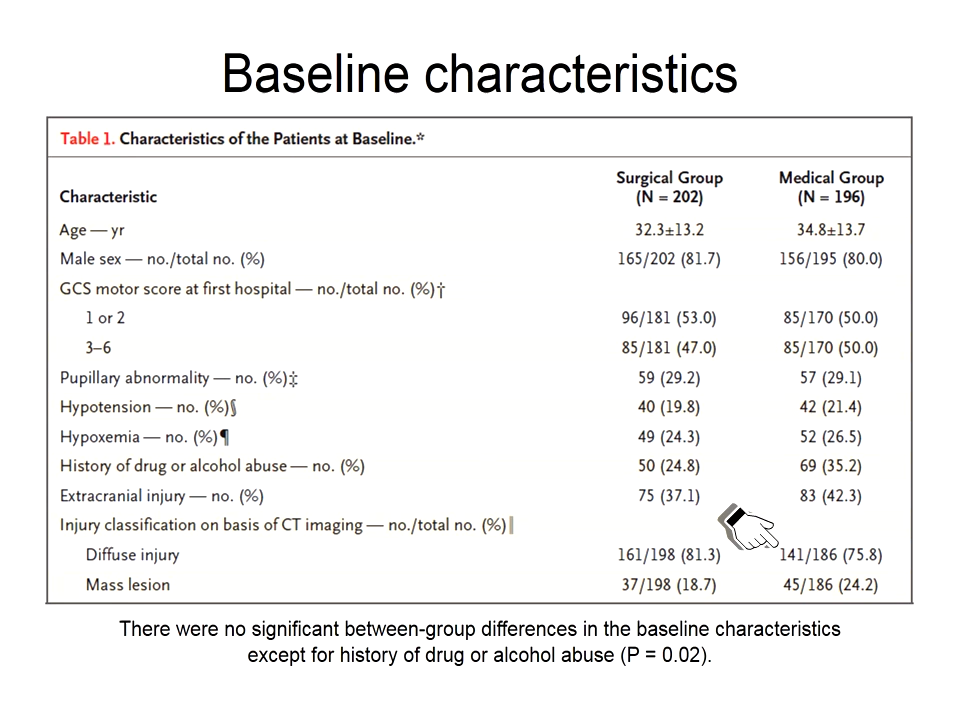 Baseline characteristics
Table 1. Characteristics of the Patients at Baseline.*
Characteristic Surgical Group (N = 202) Medical Group (N = 196)
Age — yr 32.3±13.2 34.8±13.7
Male sex — no./total no. (%) 165/202 (81.7) 156/195 (80.0)
GCS motor score at first hospital — no./total no. (%)†
1 or 2 96/181 (53.0) 85/170 (50.0)
3–6 85/181 (47.0) 85/170 (50.0)
Pupillary abnormality — no. (%)‡ 59 (29.2) 57 (29.1)
Hypotension — no. (%)§ 40 (19.8) 42 (21.4)
Hypoxemia — no. (%)¶ 49 (24.3) 52 (26.5)
History of drug or alcohol abuse — no. (%) 50 (24.8) 69 (35.2)
Extracranial injury — no. (%) 75 (37.1) 83 (42.3)
Injury classification on basis of CT imaging — no./total no. (%)‖
Diffuse injury 161/198 (81.3) 141/186 (75.8)
Mass lesion 37/198 (18.7) 45/186 (24.2)
There were no significant between-group differences in the baseline characteristics
except for history of drug or alcohol abuse (P = 0.02).